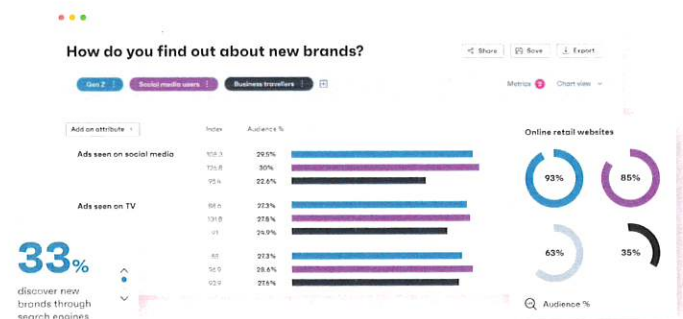 How do you find out about new brands?
Share Save Export
Gen Z Social media users Business travellers
Metrics Chart view
Add an attribute Index Audience %
Online retail websites
Ads seen on social media 29.5%
30%
95.4 22.6%
93% 85%
Ads seen on TV 27.3%
27.8%
24.9%
63% 35%
27.3%
28.6%
27.6%
33%
discover new
brands through
search engines
Audience %